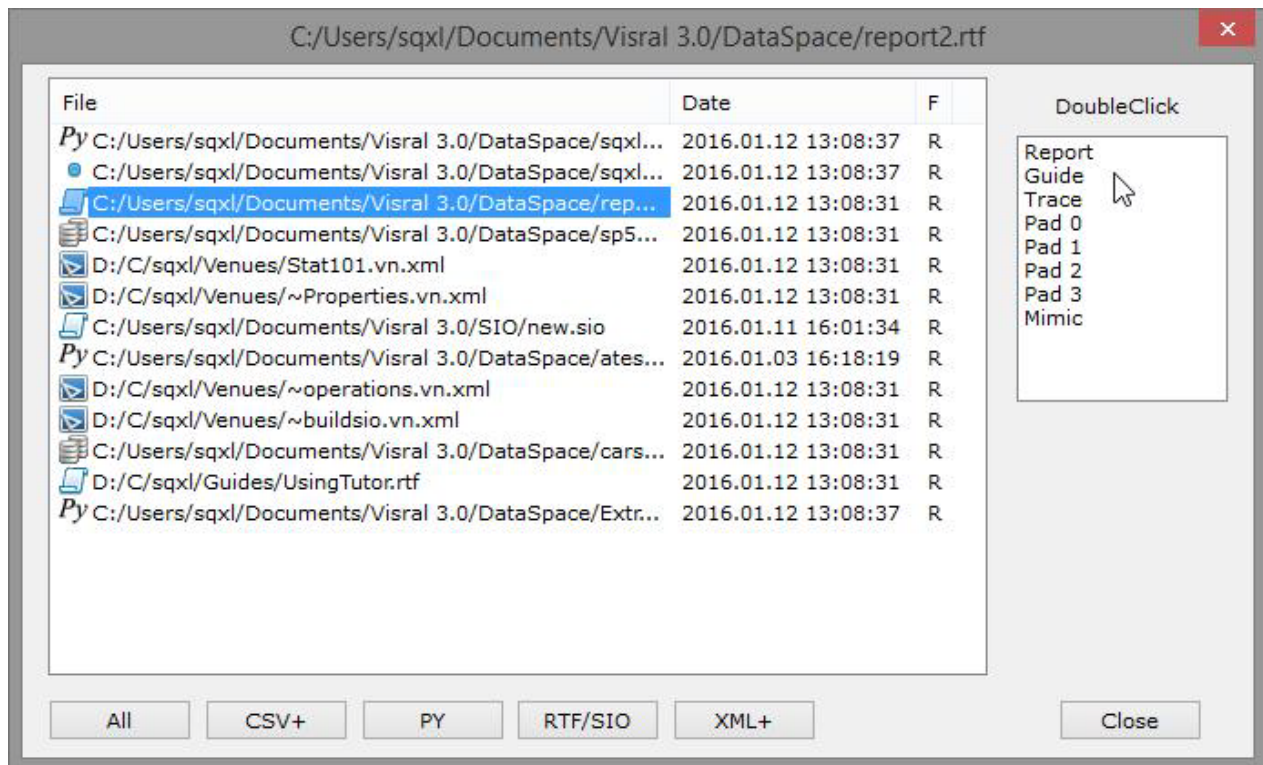 C:/Users/sqxl/Documents/Visral 3.0/DataSpace/report2.rtf
File Date F
Py C:/Users/sqxl/Documents/Visral 3.0/DataSpace/sqxl... 2016.01.12 13:08:37 R
C:/Users/sqxl/Documents/Visral 3.0/DataSpace/sqxl... 2016.01.12 13:08:37 R
C:/Users/sqxl/Documents/Visral 3.0/DataSpace/rep... 2016.01.12 13:08:31 R
C:/Users/sqxl/Documents/Visral 3.0/DataSpace/sp5... 2016.01.12 13:08:31 R
D:/C/sqxl/Venues/Stat101.vn.xml 2016.01.12 13:08:31 R
D:/C/sqxl/Venues/~Properties.vn.xml 2016.01.12 13:08:31 R
C:/Users/sqxl/Documents/Visral 3.0/SIO/new.sio 2016.01.11 16:01:34 R
Py C:/Users/sqxl/Documents/Visral 3.0/DataSpace/ates... 2016.01.03 16:18:19 R
D:/C/sqxl/Venues/~operations.vn.xml 2016.01.12 13:08:31 R
D:/C/sqxl/Venues/~buildsio.vn.xml 2016.01.12 13:08:31 R
C:/Users/sqxl/Documents/Visral 3.0/DataSpace/cars... 2016.01.12 13:08:31 R
D:/C/sqxl/Guides/UsingTutor.rtf 2016.01.12 13:08:31 R
Py C:/Users/sqxl/Documents/Visral 3.0/DataSpace/Extr... 2016.01.12 13:08:37 R
DoubleClick
Report
Guide
Trace
Pad 0
Pad 1
Pad 2
Pad 3
Mimic
All CSV+ PY RTF/SIO XML+ Close